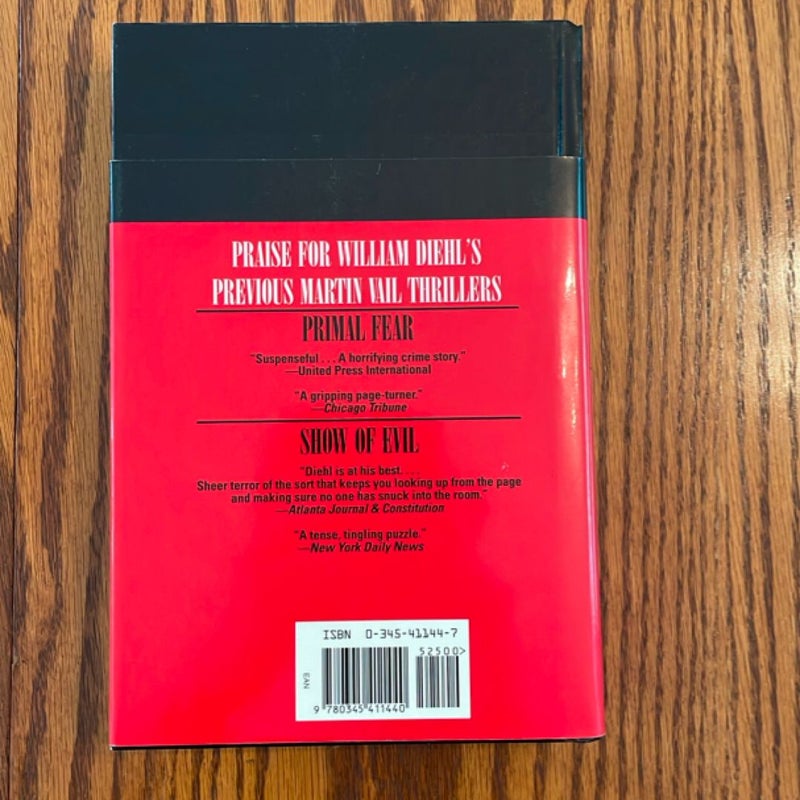 PRAISE FOR WILLIAM DIEHL'S
PREVIOUS MARTIN VAIL THRILLERS
PRIMAL FEAR
"Suspenseful . . . A horrifying crime story."
—United Press International
"A gripping page-turner."
—Chicago Tribune
SHOW OF EVIL
"Diehl is at his best. . . .
Sheer terror of the sort that keeps you looking up from the page
and making sure no one has snuck into the room."
—Atlanta Journal & Constitution
"A tense, tingling puzzle."
—New York Daily News
ISBN 0-345-41144-7
52500>
EAN
9 780345 411440